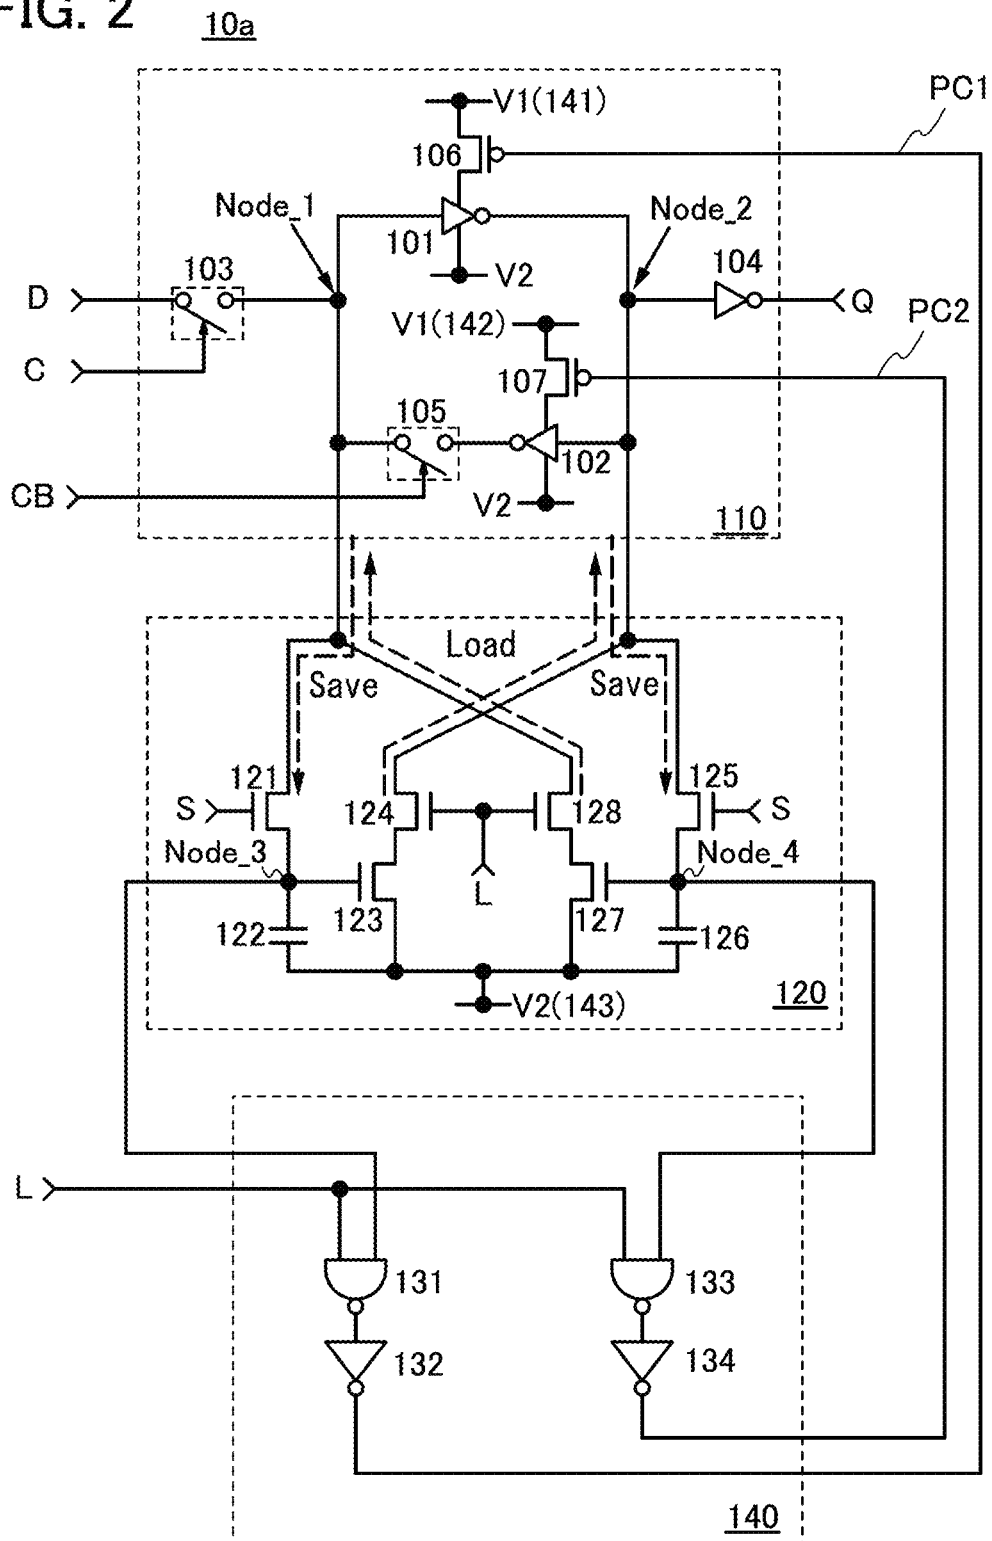 FIG. 2
10a
PC1
V1(141)
106
Node_1
Node_2
101
V2
103
104
D
Q
V1(142)
PC2
C
107
105
102
CB
V2
110
Load
Save
Save
121
125
S
124
128
S
Node_3
Node_4
L
123
127
122
126
V2(143)
120
L
131
133
132
134
140